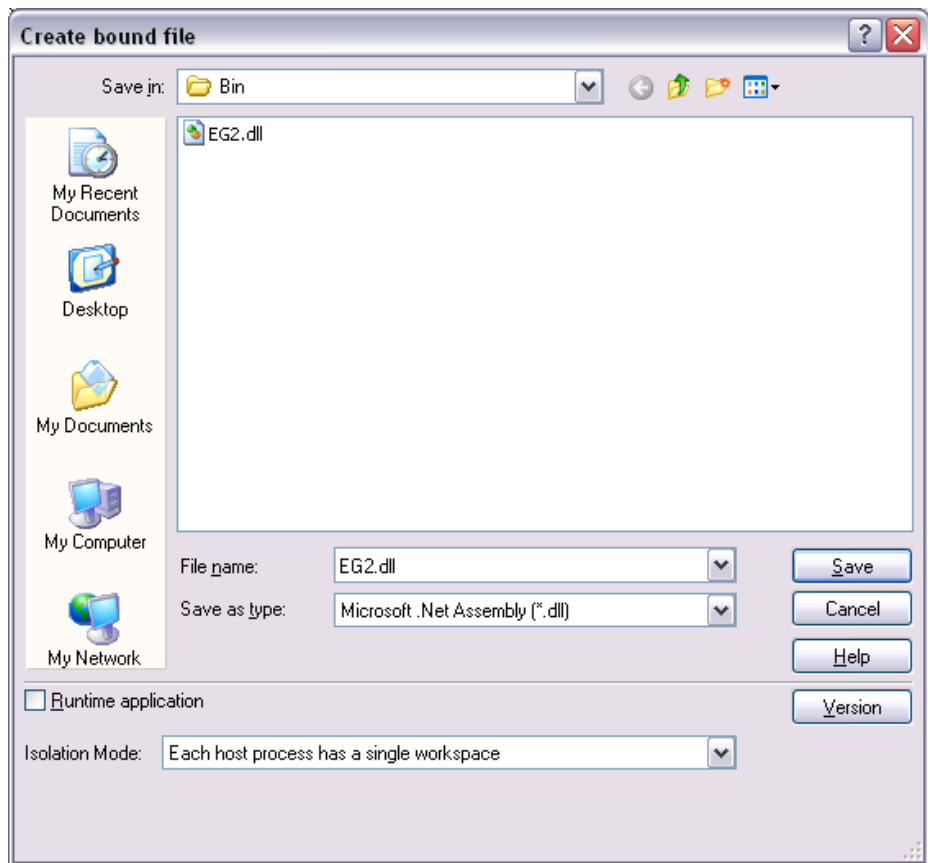 Create bound file
Save in:
Bin
EG2.dll
My Recent
Documents
Desktop
My Documents
My Computer
My Network
File name:
EG2.dll
Save
Save as type:
Microsoft .Net Assembly (*.dll)
Cancel
Help
Runtime application
Version
Isolation Mode:
Each host process has a single workspace